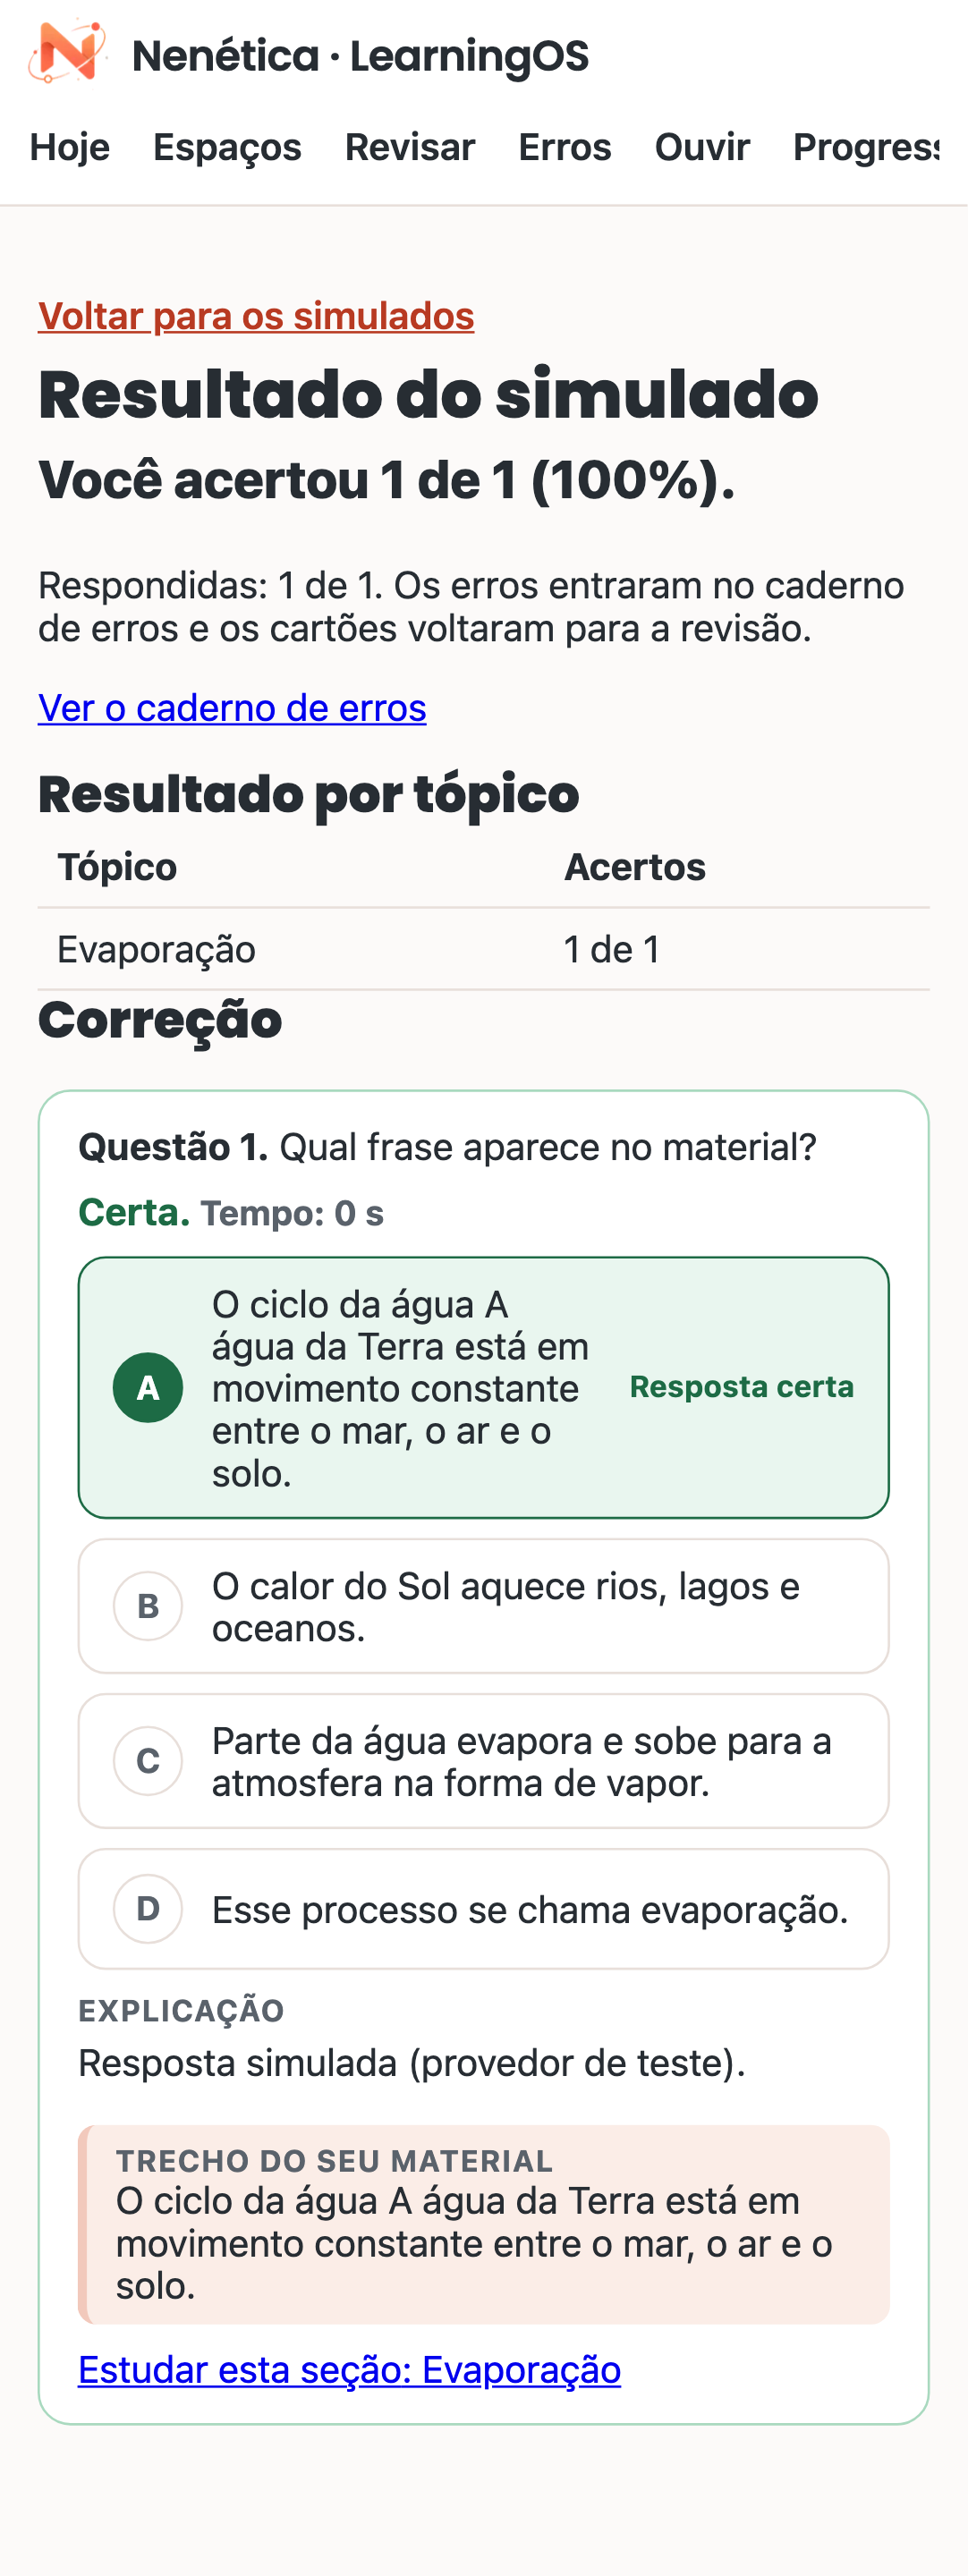 Nenética · LearningOS
Hoje Espaços Revisar Erros Ouvir Progress
Voltar para os simulados
Resultado do simulado
Você acertou 1 de 1 (100%).
Respondidas: 1 de 1. Os erros entraram no caderno
de erros e os cartões voltaram para a revisão.
Ver o caderno de erros
Resultado por tópico
Tópico Acertos
Evaporação 1 de 1
Correção
Questão 1. Qual frase aparece no material?
Certa. Tempo: 0 s
A
O ciclo da água A
água da Terra está em
movimento constante
entre o mar, o ar e o
solo.
Resposta certa
B
O calor do Sol aquece rios, lagos e
oceanos.
C
Parte da água evapora e sobe para a
atmosfera na forma de vapor.
D
Esse processo se chama evaporação.
EXPLICAÇÃO
Resposta simulada (provedor de teste).
TRECHO DO SEU MATERIAL
O ciclo da água A água da Terra está em
movimento constante entre o mar, o ar e o
solo.
Estudar esta seção: Evaporação